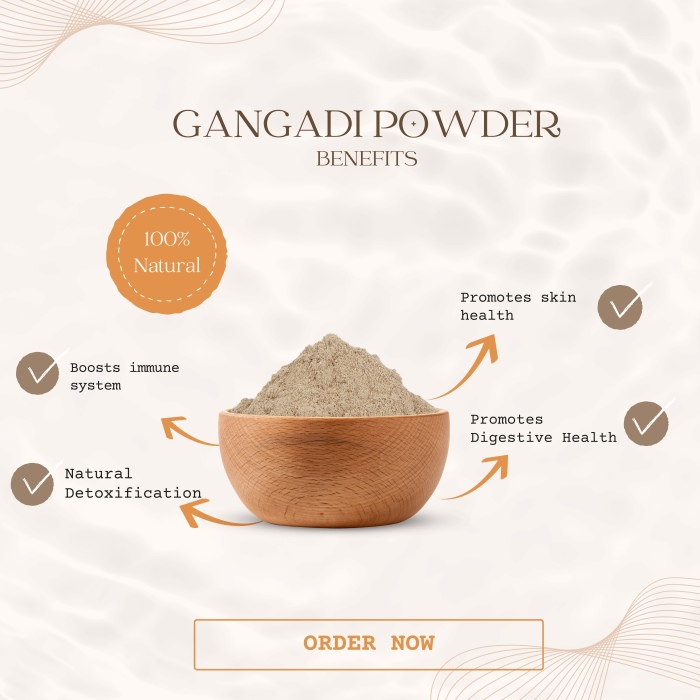 GANGADI POWDER
BENEFITS
100%
Natural
Promotes skin
health
Boosts immune
system
Promotes
Digestive Health
Natural
Detoxification
ORDER NOW